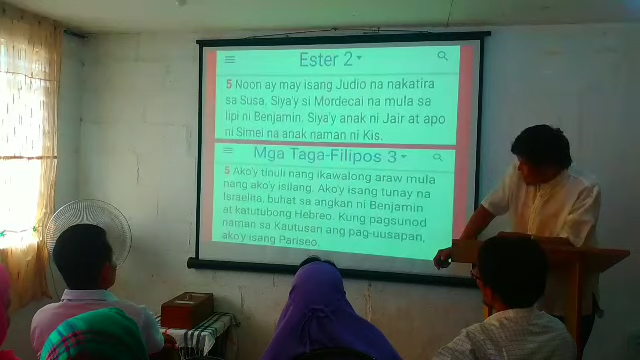 Ester 2
5 Noon ay may isang Judio na nakatira
sa Susa. Siya'y si Mordecai na mula sa
lipi ni Benjamin. Siya'y anak ni Jair at apo
ni Simei na anak naman ni Kis.
Mga Taga-Filipos 3
5 Ako'y tinuli nang ikawalong araw mula
nang ako'y isilang. Ako'y isang tunay na
Israelita, buhat sa angkan ni Benjamin
at katutubong Hebreo. Kung pagsunod
naman sa Kautusan ang pag-uusapan,
ako'y isang Pariseo.